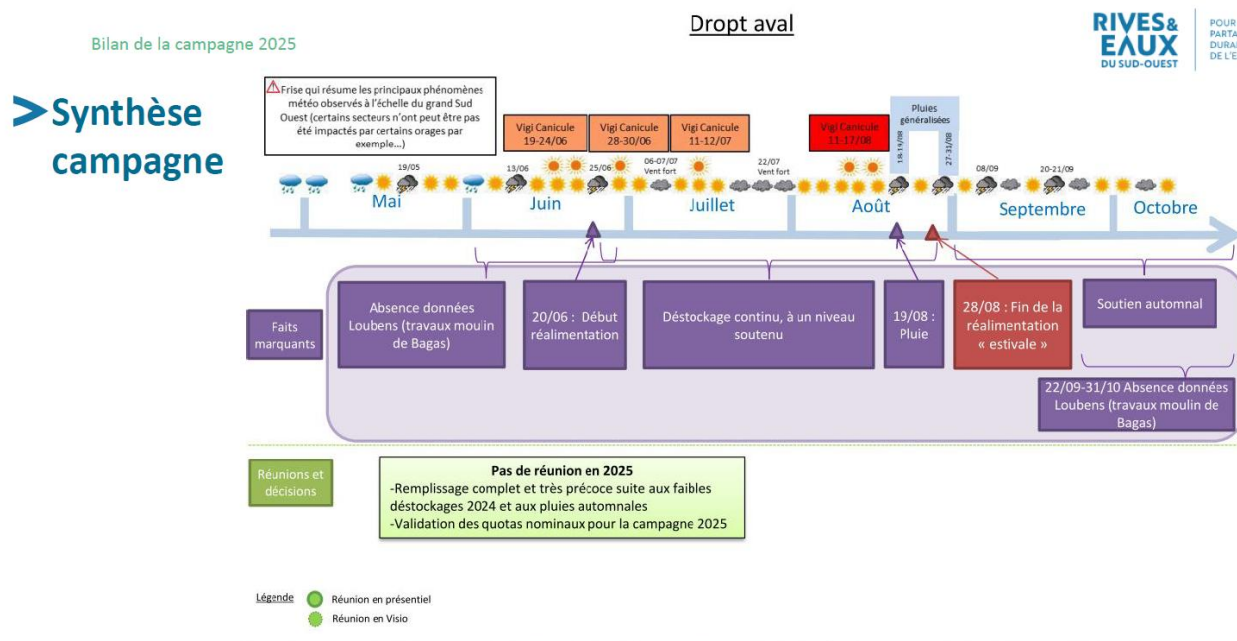 Bilan de la campagne 2025
Dropt aval
RIVES&
EAUX
DU SUD-OUEST
POUR
PARTA
DURA
DE L'E
> Synthèse
campagne
Frise qui résume les principaux phénomènes
météo observés à l'échelle du grand Sud
Ouest (certains secteurs n'ont peut être pas
été impactés par certains orages par
exemple...)
Vigi Canicule
19-24/06
Vigi Canicule
28-30/06
Vigi Canicule
11-12/07
Vigi Canicule
11-17/08
Pluies
généralisées
18-19/08
27-31/08
19/05
13/06
25/06
06-07/07
Vent fort
22/07
Vent fort
08/09
20-21/09
Mai
Juin
Juillet
Août
Septembre
Octobre
Faits
marquants
Absence données
Loubens (travaux moulin
de Bagas)
20/06 : Début
réalimentation
Déstockage continu, à un niveau
soutenu
19/08 :
Pluie
28/08 : Fin de la
réalimentation
« estivale »
Soutien automnal
22/09-31/10 Absence données
Loubens (travaux moulin de
Bagas)
Réunions et
décisions
Pas de réunion en 2025
-Remplissage complet et très précoce suite aux faibles
déstockages 2024 et aux pluies automnales
-Validation des quotas nominaux pour la campagne 2025
Légende
Réunion en présentiel
Réunion en Visio